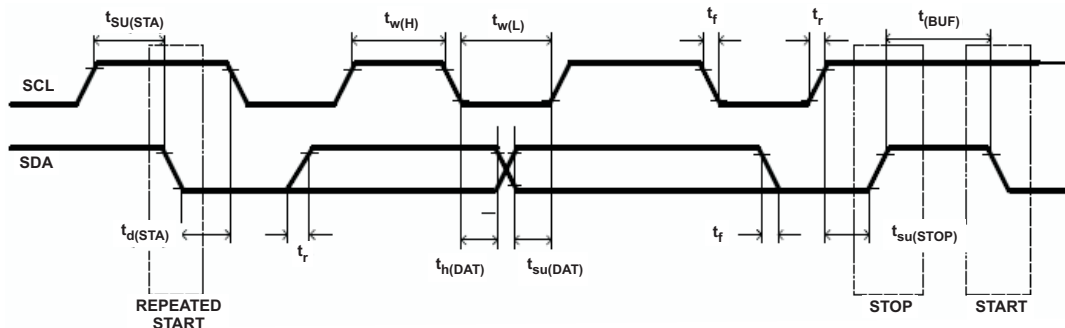 tSU(STA)
tw(H)
tw(L)
tf
tr
t(BUF)
SCL
SDA
td(STA)
tr
th(DAT)
tsu(DAT)
tf
tsu(STOP)
REPEATED
START
STOP
START